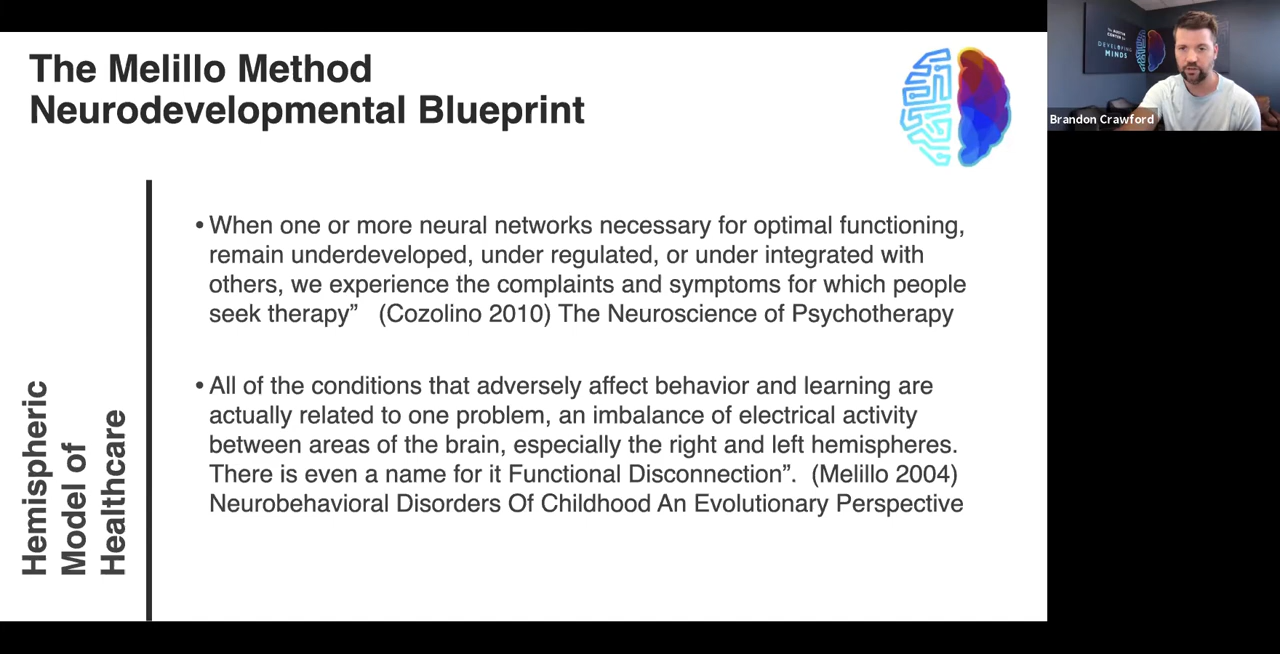 The Melillo Method
Neurodevelopmental Blueprint
THE AUSTIN
CENTER for
DEVELOPING
MINDS
Brandon Crawford
• When one or more neural networks necessary for optimal functioning,
remain underdeveloped, under regulated, or under integrated with
others, we experience the complaints and symptoms for which people
seek therapy” (Cozolino 2010) The Neuroscience of Psychotherapy
• All of the conditions that adversely affect behavior and learning are
actually related to one problem, an imbalance of electrical activity
between areas of the brain, especially the right and left hemispheres.
There is even a name for it Functional Disconnection”. (Melillo 2004)
Neurobehavioral Disorders Of Childhood An Evolutionary Perspective
Hemispheric
Model of
Healthcare